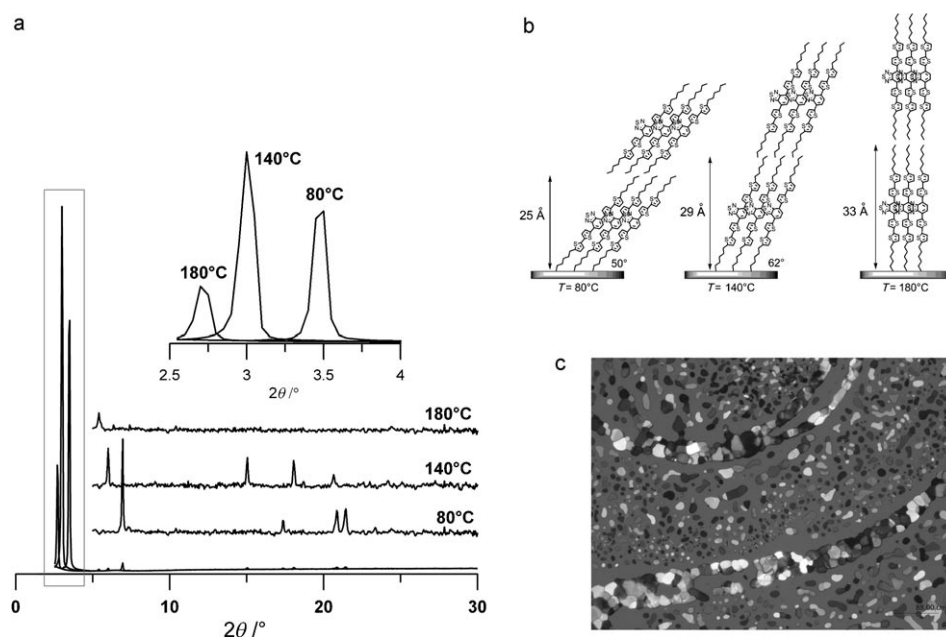 a
140°C
80°C
180°C
2.5 3 3.5 4
2θ /°
180°C
140°C
80°C
0 10 20 30
2θ /°
b
25 Å
50°
T = 80°C
29 Å
62°
T = 140°C
33 Å
T = 180°C
c